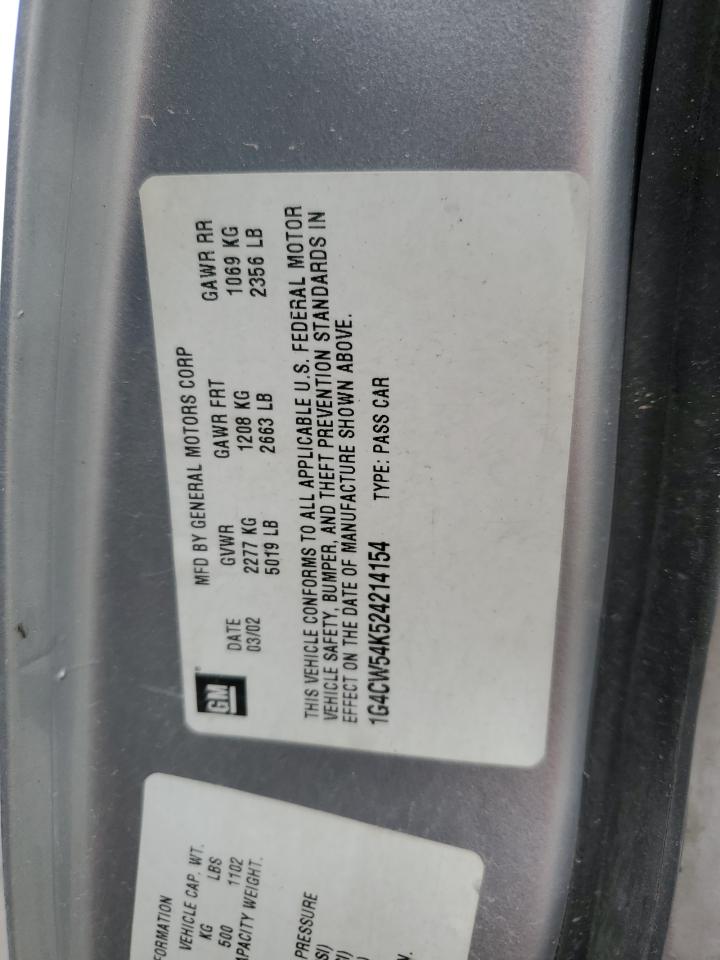 MFD BY GENERAL MOTORS CORP
GM
DATE GVWR GAWR FRT GAWR RR
03/02 2277 KG 1208 KG 1069 KG
5019 LB 2663 LB 2356 LB
THIS VEHICLE CONFORMS TO ALL APPLICABLE U.S. FEDERAL MOTOR
VEHICLE SAFETY, BUMPER, AND THEFT PREVENTION STANDARDS IN
EFFECT ON THE DATE OF MANUFACTURE SHOWN ABOVE.
1G4CW54K524214154 TYPE: PASS CAR
FORMATION
VEHICLE CAP. WT.
KG LBS
500 1102
APACITY WEIGHT.
PRESSURE